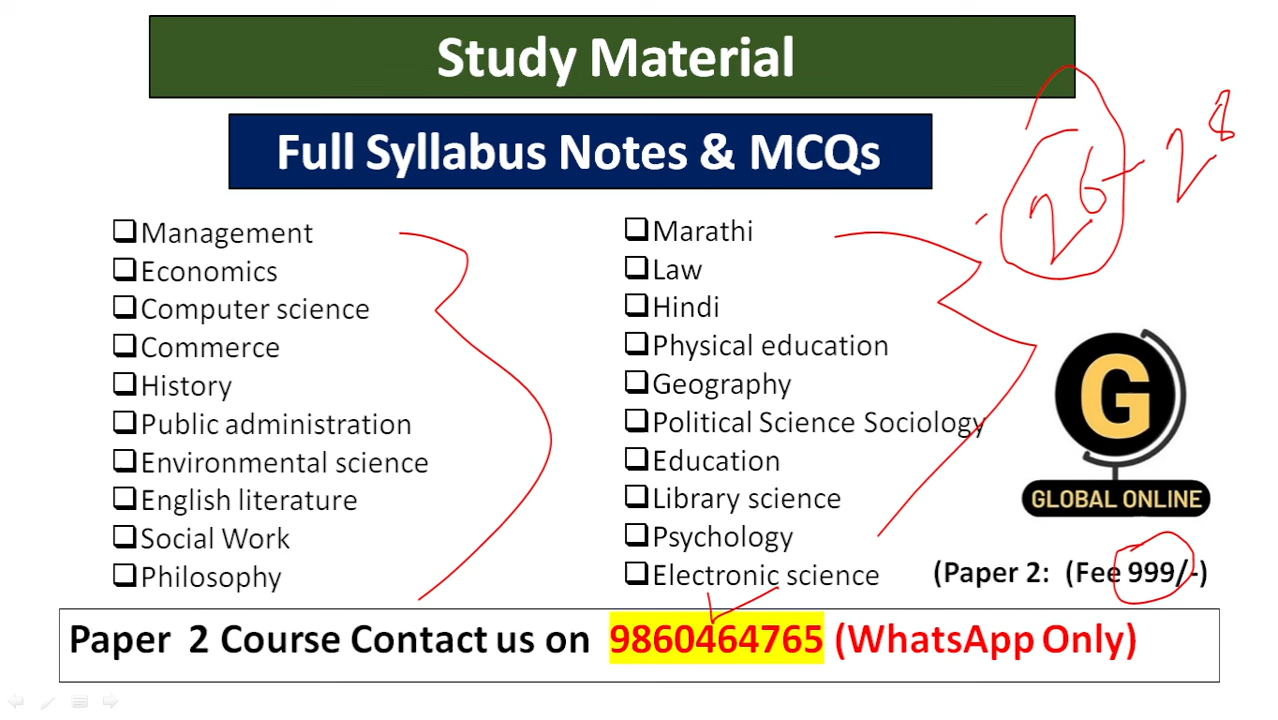 Study Material
Full Syllabus Notes & MCQs
26 - 28
Management
Economics
Computer science
Commerce
History
Public administration
Environmental science
English literature
Social Work
Philosophy
Marathi
Law
Hindi
Physical education
Geography
Political Science Sociology
Education
Library science
Psychology
Electronic science
G
GLOBAL ONLINE
(Paper 2: (Fee 999/-)
Paper 2 Course Contact us on 9860464765 (WhatsApp Only)